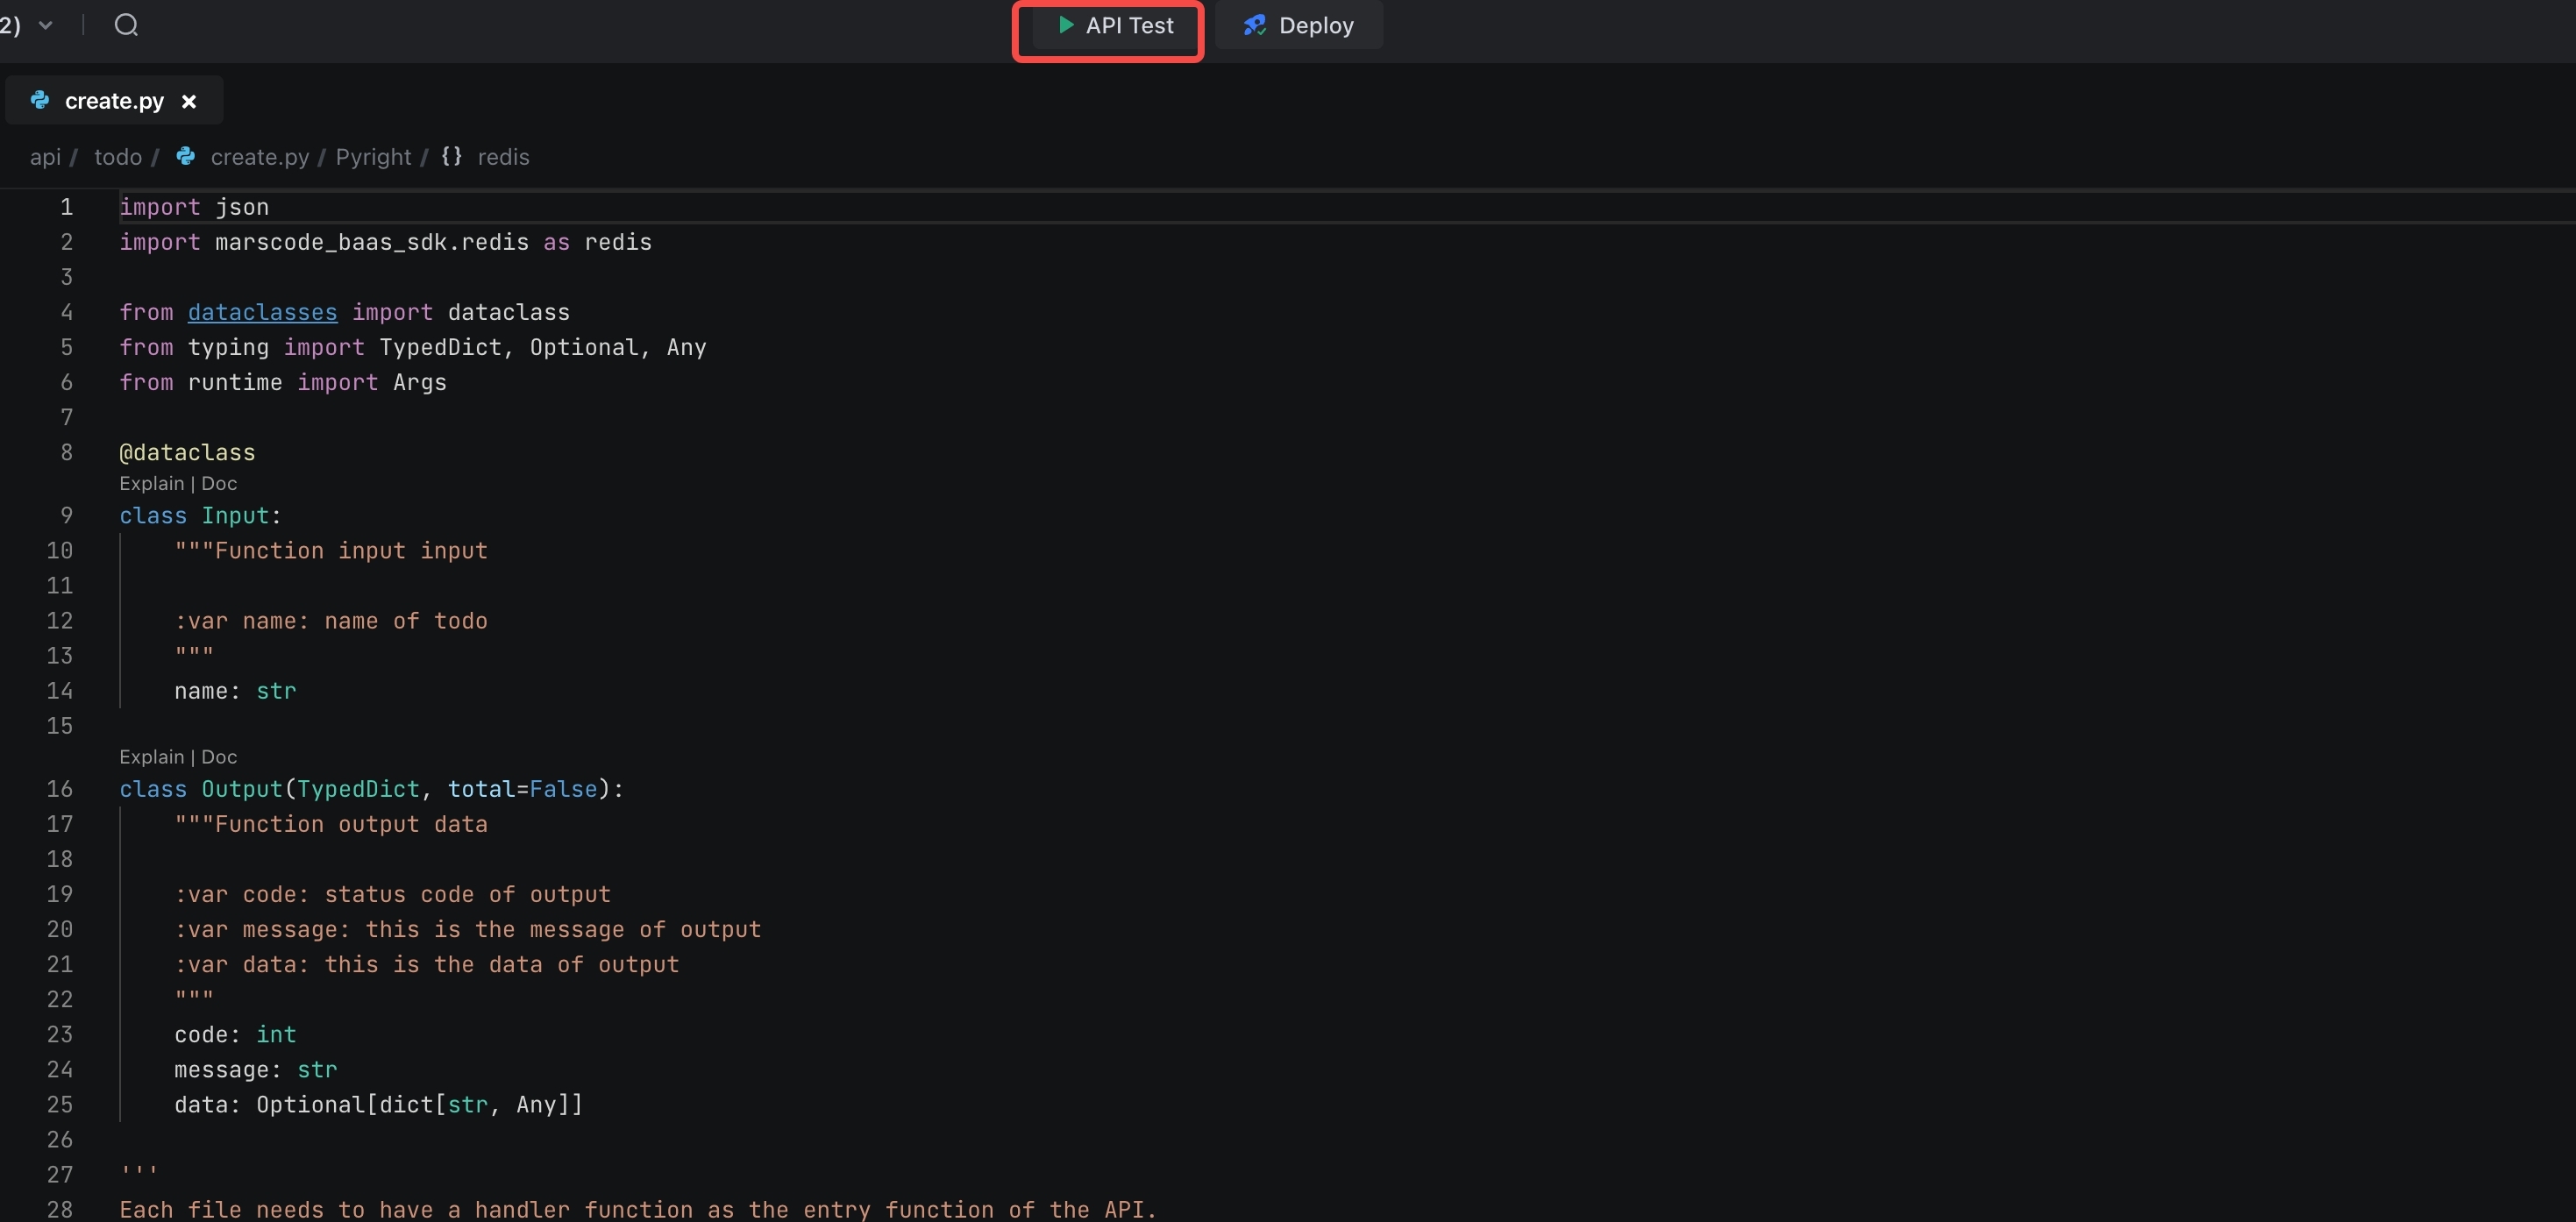 2)
API Test
Deploy
create.py
api / todo / create.py / Pyright / {} redis
1 import json
2 import marscode_baas_sdk.redis as redis
3
4 from dataclasses import dataclass
5 from typing import TypedDict, Optional, Any
6 from runtime import Args
7
8 @dataclass
Explain | Doc
9 class Input:
10 """Function input input
11
12 :var name: name of todo
13 """
14 name: str
15
Explain | Doc
16 class Output(TypedDict, total=False):
17 """Function output data
18
19 :var code: status code of output
20 :var message: this is the message of output
21 :var data: this is the data of output
22 """
23 code: int
24 message: str
25 data: Optional[dict[str, Any]]
26
27 '''
28 Each file needs to have a handler function as the entry function of the API.